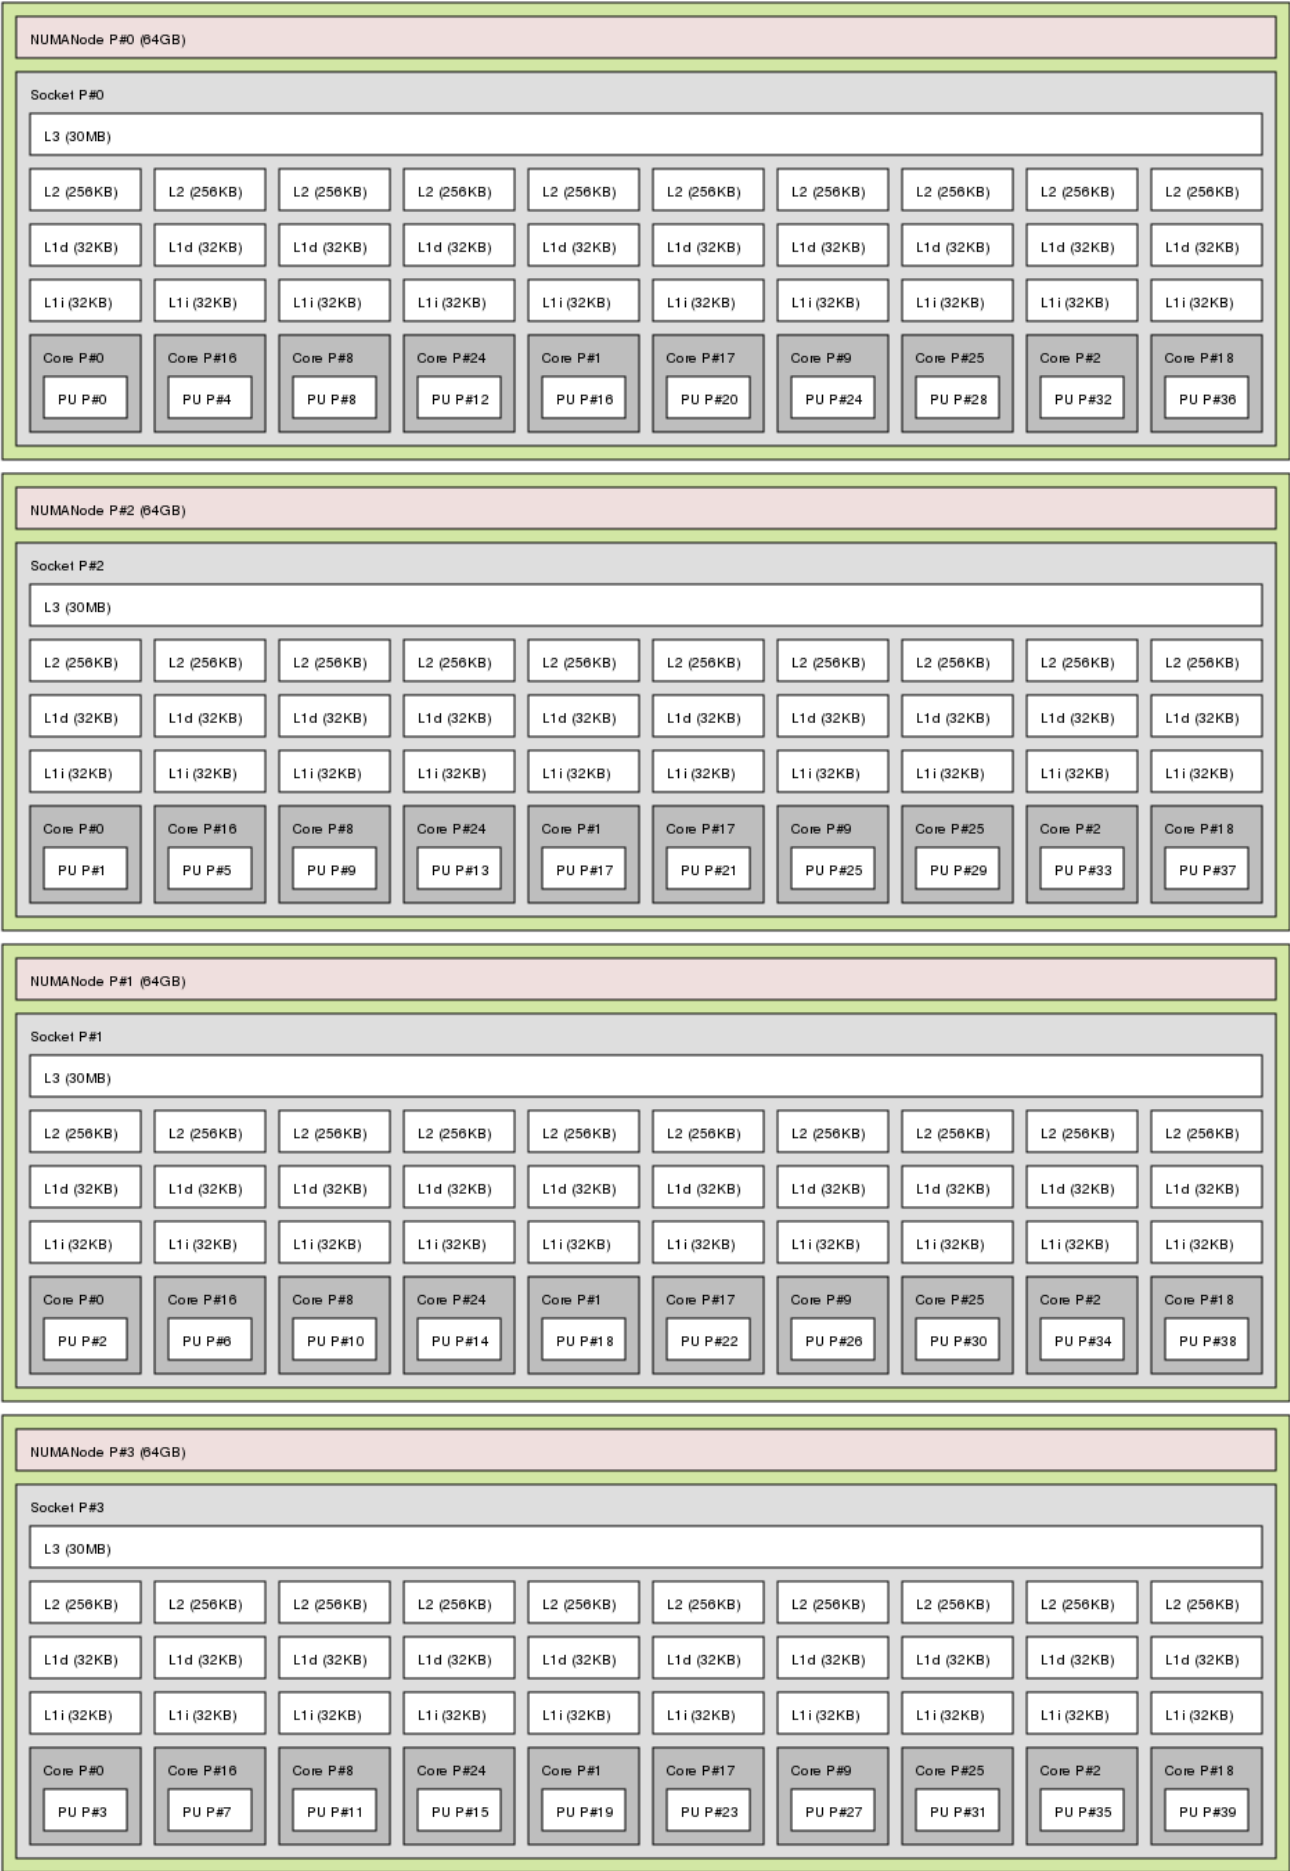 NUMANode P#0 (64GB)
Socket P#0
L3 (30MB)
L2 (256KB) L2 (256KB) L2 (256KB) L2 (256KB) L2 (256KB) L2 (256KB) L2 (256KB) L2 (256KB) L2 (256KB) L2 (256KB)
L1d (32KB) L1d (32KB) L1d (32KB) L1d (32KB) L1d (32KB) L1d (32KB) L1d (32KB) L1d (32KB) L1d (32KB) L1d (32KB)
L1i (32KB) L1i (32KB) L1i (32KB) L1i (32KB) L1i (32KB) L1i (32KB) L1i (32KB) L1i (32KB) L1i (32KB) L1i (32KB)
Core P#0 Core P#16 Core P#8 Core P#24 Core P#1 Core P#17 Core P#9 Core P#25 Core P#2 Core P#18
PU P#0 PU P#4 PU P#8 PU P#12 PU P#16 PU P#20 PU P#24 PU P#28 PU P#32 PU P#36
NUMANode P#2 (64GB)
Socket P#2
L3 (30MB)
L2 (256KB) L2 (256KB) L2 (256KB) L2 (256KB) L2 (256KB) L2 (256KB) L2 (256KB) L2 (256KB) L2 (256KB) L2 (256KB)
L1d (32KB) L1d (32KB) L1d (32KB) L1d (32KB) L1d (32KB) L1d (32KB) L1d (32KB) L1d (32KB) L1d (32KB) L1d (32KB)
L1i (32KB) L1i (32KB) L1i (32KB) L1i (32KB) L1i (32KB) L1i (32KB) L1i (32KB) L1i (32KB) L1i (32KB) L1i (32KB)
Core P#0 Core P#16 Core P#8 Core P#24 Core P#1 Core P#17 Core P#9 Core P#25 Core P#2 Core P#18
PU P#1 PU P#5 PU P#9 PU P#13 PU P#17 PU P#21 PU P#25 PU P#29 PU P#33 PU P#37
NUMANode P#1 (64GB)
Socket P#1
L3 (30MB)
L2 (256KB) L2 (256KB) L2 (256KB) L2 (256KB) L2 (256KB) L2 (256KB) L2 (256KB) L2 (256KB) L2 (256KB) L2 (256KB)
L1d (32KB) L1d (32KB) L1d (32KB) L1d (32KB) L1d (32KB) L1d (32KB) L1d (32KB) L1d (32KB) L1d (32KB) L1d (32KB)
L1i (32KB) L1i (32KB) L1i (32KB) L1i (32KB) L1i (32KB) L1i (32KB) L1i (32KB) L1i (32KB) L1i (32KB) L1i (32KB)
Core P#0 Core P#16 Core P#8 Core P#24 Core P#1 Core P#17 Core P#9 Core P#25 Core P#2 Core P#18
PU P#2 PU P#6 PU P#10 PU P#14 PU P#18 PU P#22 PU P#26 PU P#30 PU P#34 PU P#38
NUMANode P#3 (64GB)
Socket P#3
L3 (30MB)
L2 (256KB) L2 (256KB) L2 (256KB) L2 (256KB) L2 (256KB) L2 (256KB) L2 (256KB) L2 (256KB) L2 (256KB) L2 (256KB)
L1d (32KB) L1d (32KB) L1d (32KB) L1d (32KB) L1d (32KB) L1d (32KB) L1d (32KB) L1d (32KB) L1d (32KB) L1d (32KB)
L1i (32KB) L1i (32KB) L1i (32KB) L1i (32KB) L1i (32KB) L1i (32KB) L1i (32KB) L1i (32KB) L1i (32KB) L1i (32KB)
Core P#0 Core P#16 Core P#8 Core P#24 Core P#1 Core P#17 Core P#9 Core P#25 Core P#2 Core P#18
PU P#3 PU P#7 PU P#11 PU P#15 PU P#19 PU P#23 PU P#27 PU P#31 PU P#35 PU P#39